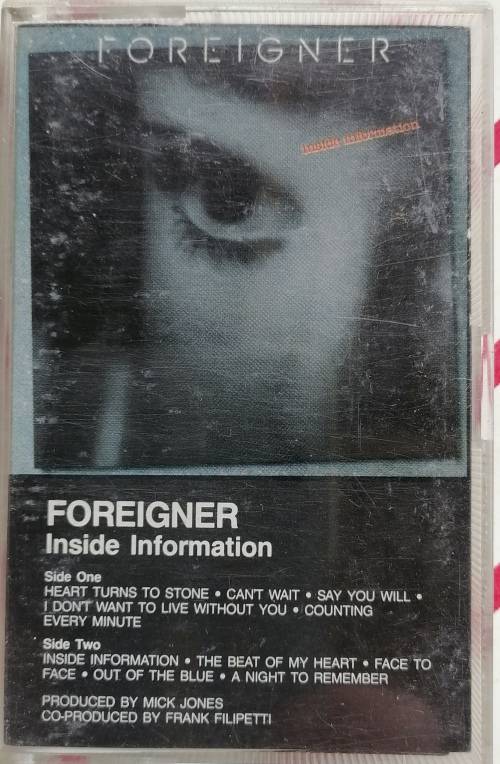 FOREIGNER
inside information
FOREIGNER
Inside Information
Side One
HEART TURNS TO STONE • CAN'T WAIT • SAY YOU WILL •
I DON'T WANT TO LIVE WITHOUT YOU • COUNTING
EVERY MINUTE
Side Two
INSIDE INFORMATION • THE BEAT OF MY HEART • FACE TO
FACE • OUT OF THE BLUE • A NIGHT TO REMEMBER
PRODUCED BY MICK JONES
CO-PRODUCED BY FRANK FILIPETTI